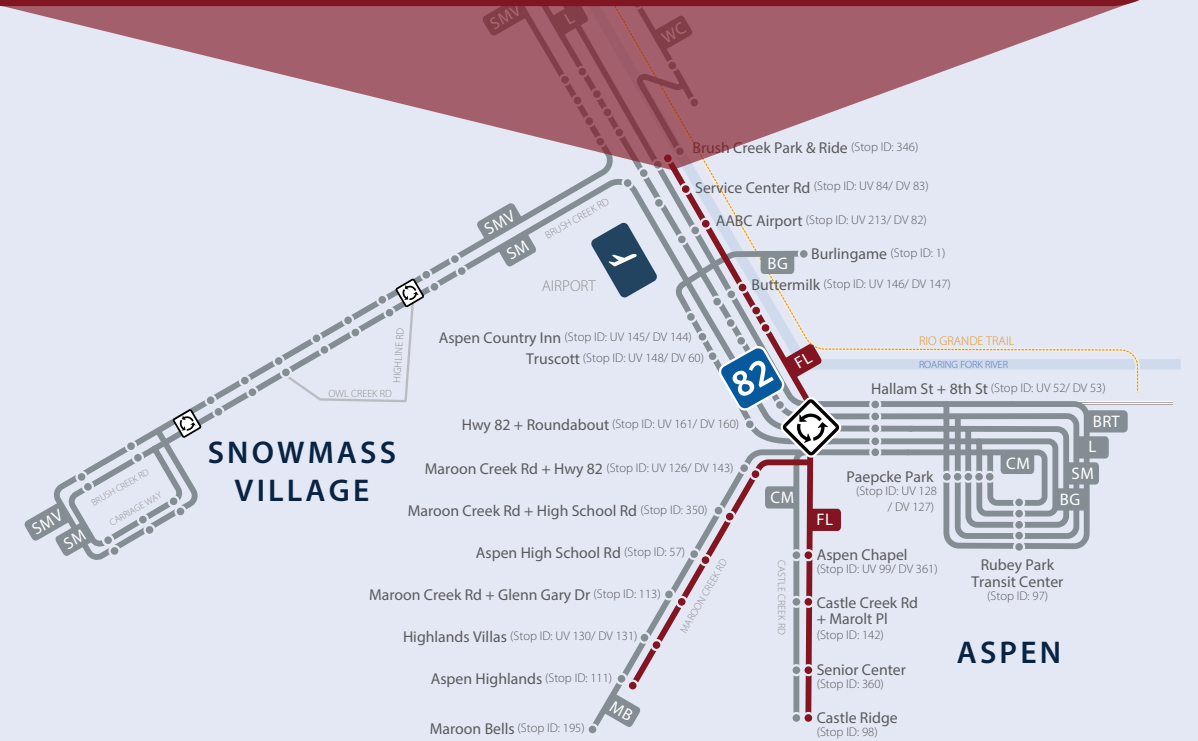 SMV
L
WC
Brush Creek Park & Ride (Stop ID: 346)
Service Center Rd (Stop ID: UV 84/ DV 83)
AABC Airport (Stop ID: UV 213/ DV 82)
SMV
BRUSH CREEK RD
SM
Burlingame (Stop ID: 1)
BG
AIRPORT
Buttermilk (Stop ID: UV 146/ DV 147)
HIGHLINE RD
Aspen Country Inn (Stop ID: UV 145/ DV 144)
Truscott (Stop ID: UV 148/ DV 60)
RIO GRANDE TRAIL
FL
ROARING FORK RIVER
82
OWL CREEK RD
Hallam St + 8th St (Stop ID: UV 52/ DV 53)
Hwy 82 + Roundabout (Stop ID: UV 161/ DV 160)
BRT
L
SNOWMASS
VILLAGE
Maroon Creek Rd + Hwy 82 (Stop ID: UV 126/ DV 143)
CM
SM
BG
Paepcke Park
(Stop ID: UV 128
/ DV 127)
BRUSH CREEK RD
CARRIAGE WAY
SMV
SM
CM
FL
Maroon Creek Rd + High School Rd (Stop ID: 350)
Aspen High School Rd (Stop ID: 57)
Aspen Chapel
(Stop ID: UV 99/ DV 361)
Rubey Park
Transit Center
(Stop ID: 97)
MAROON CREEK RD
CASTLE CREEK RD
Maroon Creek Rd + Glenn Gary Dr (Stop ID: 113)
Castle Creek Rd
+ Marolt Pl
(Stop ID: 142)
Highlands Villas (Stop ID: UV 130/ DV 131)
ASPEN
Aspen Highlands (Stop ID: 111)
Senior Center
(Stop ID: 360)
MB
Castle Ridge
(Stop ID: 98)
Maroon Bells (Stop ID: 195)